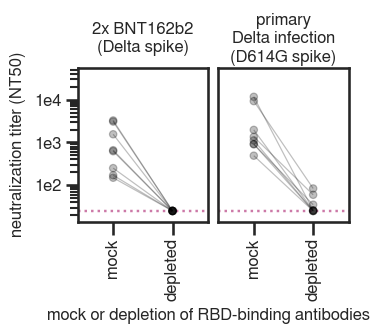 2x BNT162b2
(Delta spike)
primary
Delta infection
(D614G spike)
neutralization titer (NT50)
1e4
1e3
1e2
mock
depleted
mock
depleted
mock or depletion of RBD-binding antibodies